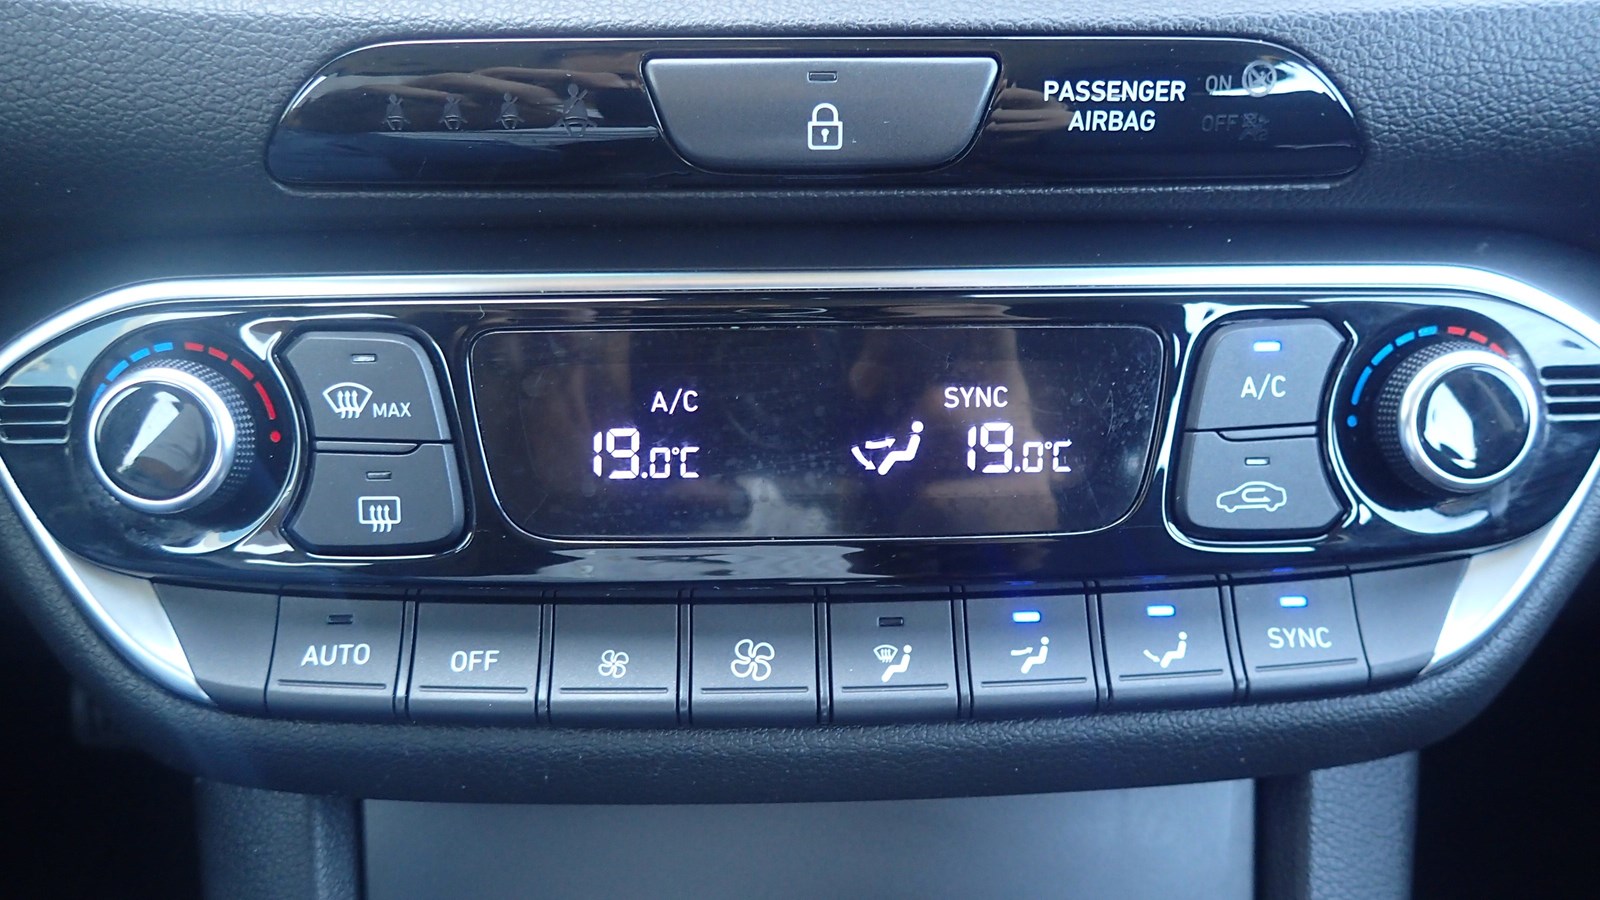 PASSENGER
AIRBAG
ON
OFF
MAX
A/C
19.0°C
SYNC
19.0°C
A/C
AUTO
OFF
SYNC